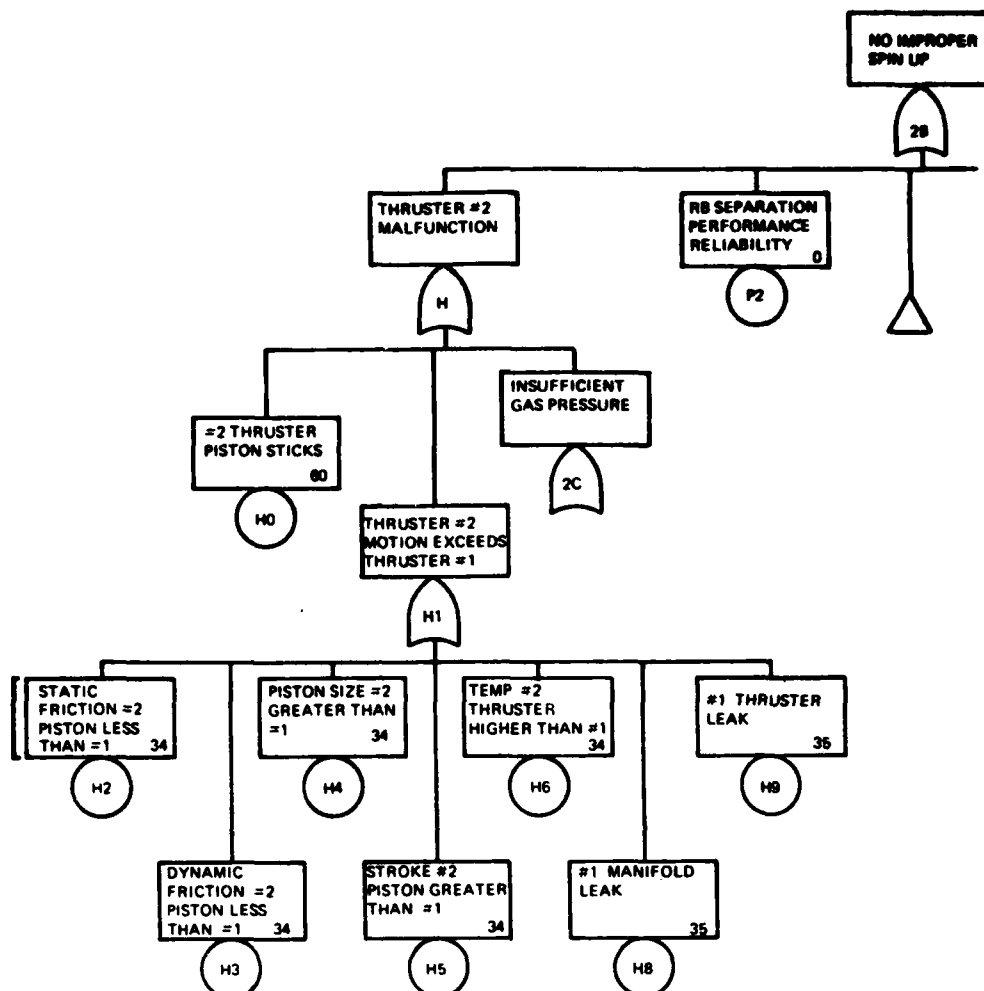 NO IMPROPER
SPIN UP
2B
THRUSTER #2
MALFUNCTION
RB SEPARATION
PERFORMANCE
RELIABILITY
0
H
P2
INSUFFICIENT
GAS PRESSURE
=2 THRUSTER
PISTON STICKS
60
2C
H0
THRUSTER #2
MOTION EXCEEDS
THRUSTER #1
H1
STATIC
FRICTION =2
PISTON LESS
THAN =1 34
PISTON SIZE =2
GREATER THAN
=1 34
TEMP #2
THRUSTER
HIGHER THAN #1
34
#1 THRUSTER
LEAK
35
H2
H4
H6
H9
DYNAMIC
FRICTION =2
PISTON LESS
THAN =1 34
STROKE #2
PISTON GREATER
THAN #1
34
#1 MANIFOLD
LEAK
35
H3
H5
H8